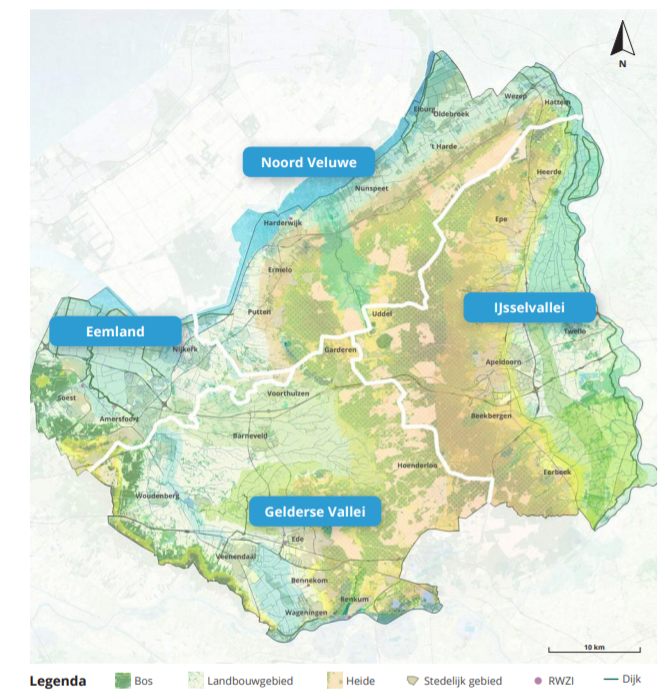 N
Wezep
Hattem
Elburg
Oldebroek
't Harde
Noord Veluwe
Heerde
Nunspeet
Epe
Harderwijk
Ermelo
IJsselvallei
Putten
Uddel
Eemland
Twello
Nijkerk
Garderen
Apeldoorn
Soest
Voorthuizen
Amersfoort
Beekbergen
Barneveld
Hoenderloo
Eerbeek
Woudenberg
Gelderse Vallei
Ede
Veenendaal
Bennekom
Renkum
Wageningen
10 km
Legenda Bos Landbouwgebied Heide Stedelijk gebied RWZI Dijk